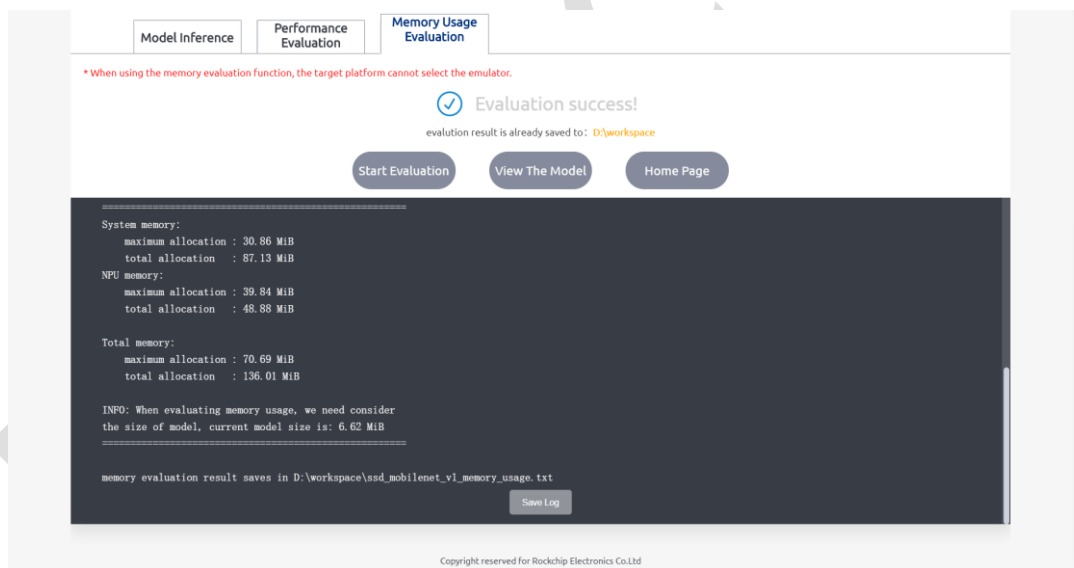 Model Inference
Performance
Evaluation
Memory Usage
Evaluation
* When using the memory evaluation function, the target platform cannot select the emulator.
Evaluation success!
evalution result is already saved to: D:\workspace
Start Evaluation
View The Model
Home Page
======================================================
System memory:
maximum allocation : 30.86 MiB
total allocation : 87.13 MiB
NPU memory:
maximum allocation : 39.84 MiB
total allocation : 48.88 MiB
Total memory:
maximum allocation : 70.69 MiB
total allocation : 136.01 MiB
INFO: When evaluating memory usage, we need consider
the size of model, current model size is: 6.62 MiB
======================================================
memory evaluation result saves in D:\workspace\ssd_mobilenet_v1_memory_usage.txt
Save Log
Copyright reserved for Rockchip Electronics Co.Ltd